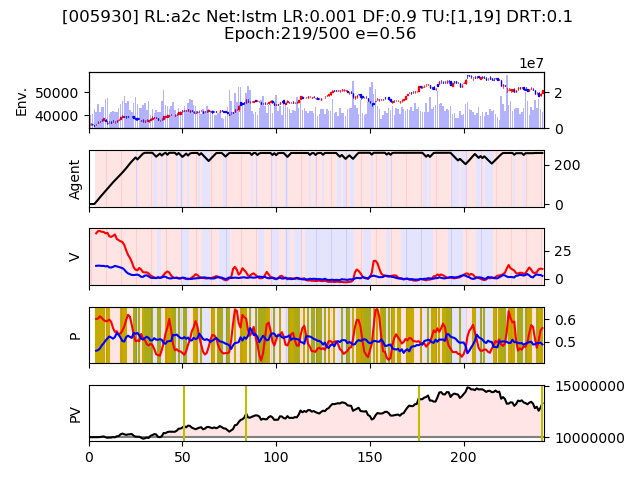 [005930] RL:a2c Net:lstm LR:0.001 DF:0.9 TU:[1,19] DRT:0.1
Epoch:219/500 e=0.56
1e7
Env.
50000
40000
2
0
Agent
200
0
V
25
0
P
0.6
0.5
PV
15000000
10000000
0 50 100 150 200